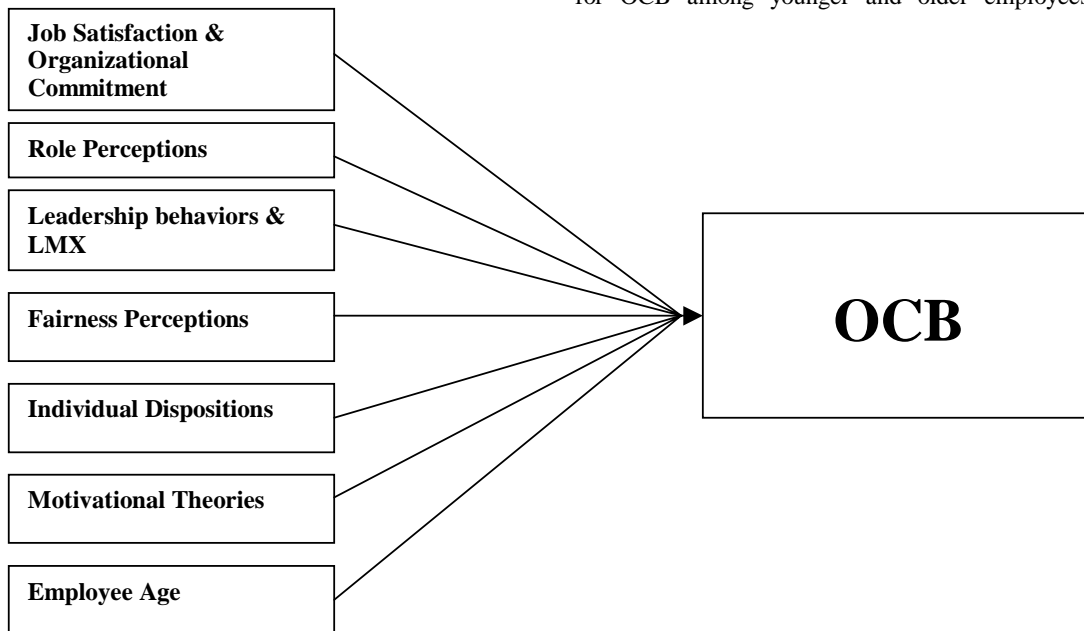 for OCB among younger and older employees
Job Satisfaction &
Organizational
Commitment
Role Perceptions
Leadership behaviors &
LMX
Fairness Perceptions
Individual Dispositions
Motivational Theories
Employee Age
OCB